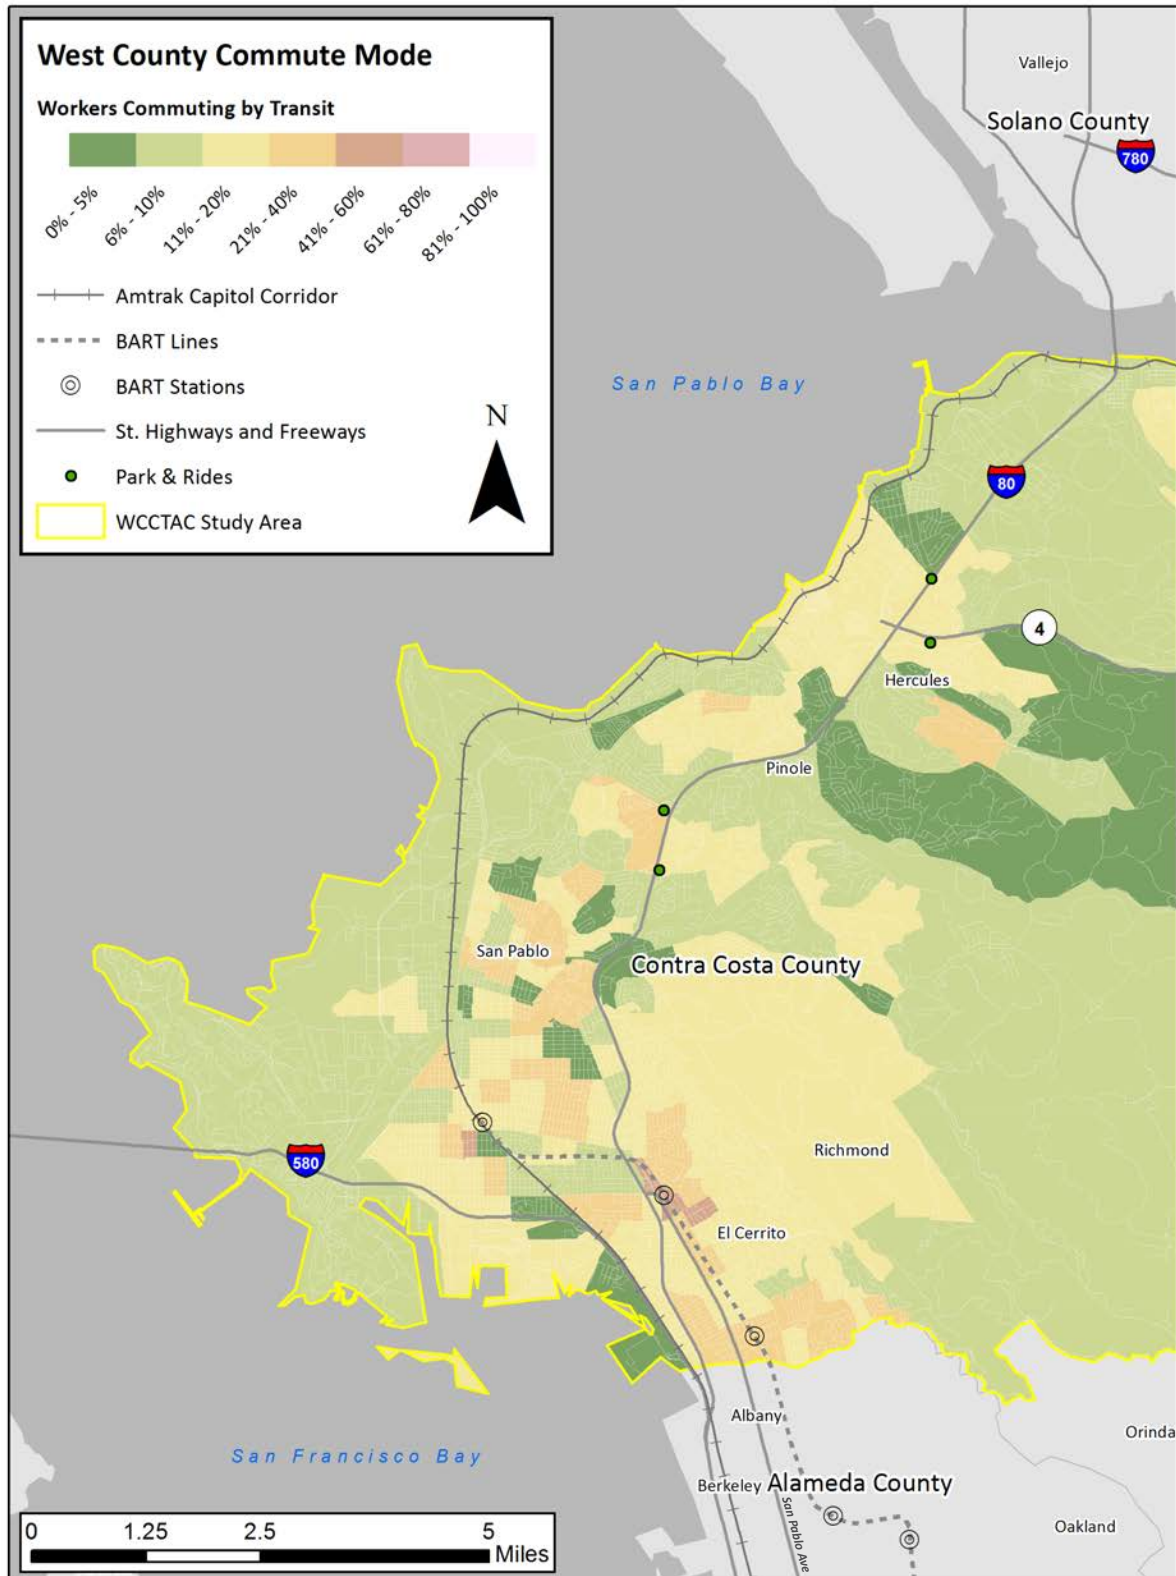 West County Commute Mode
Workers Commuting by Transit
0% - 5%
6% - 10%
11% - 20%
21% - 40%
41% - 60%
61% - 80%
81% - 100%
Amtrak Capitol Corridor
BART Lines
BART Stations
St. Highways and Freeways
Park & Rides
WCCTAC Study Area
N
Vallejo
Solano County
780
San Pablo Bay
80
4
Hercules
Pinole
San Pablo
Contra Costa County
Richmond
580
El Cerrito
Albany
Orinda
San Francisco Bay
Berkeley
Alameda County
San Pablo Ave
Oakland
0 1.25 2.5 5
Miles